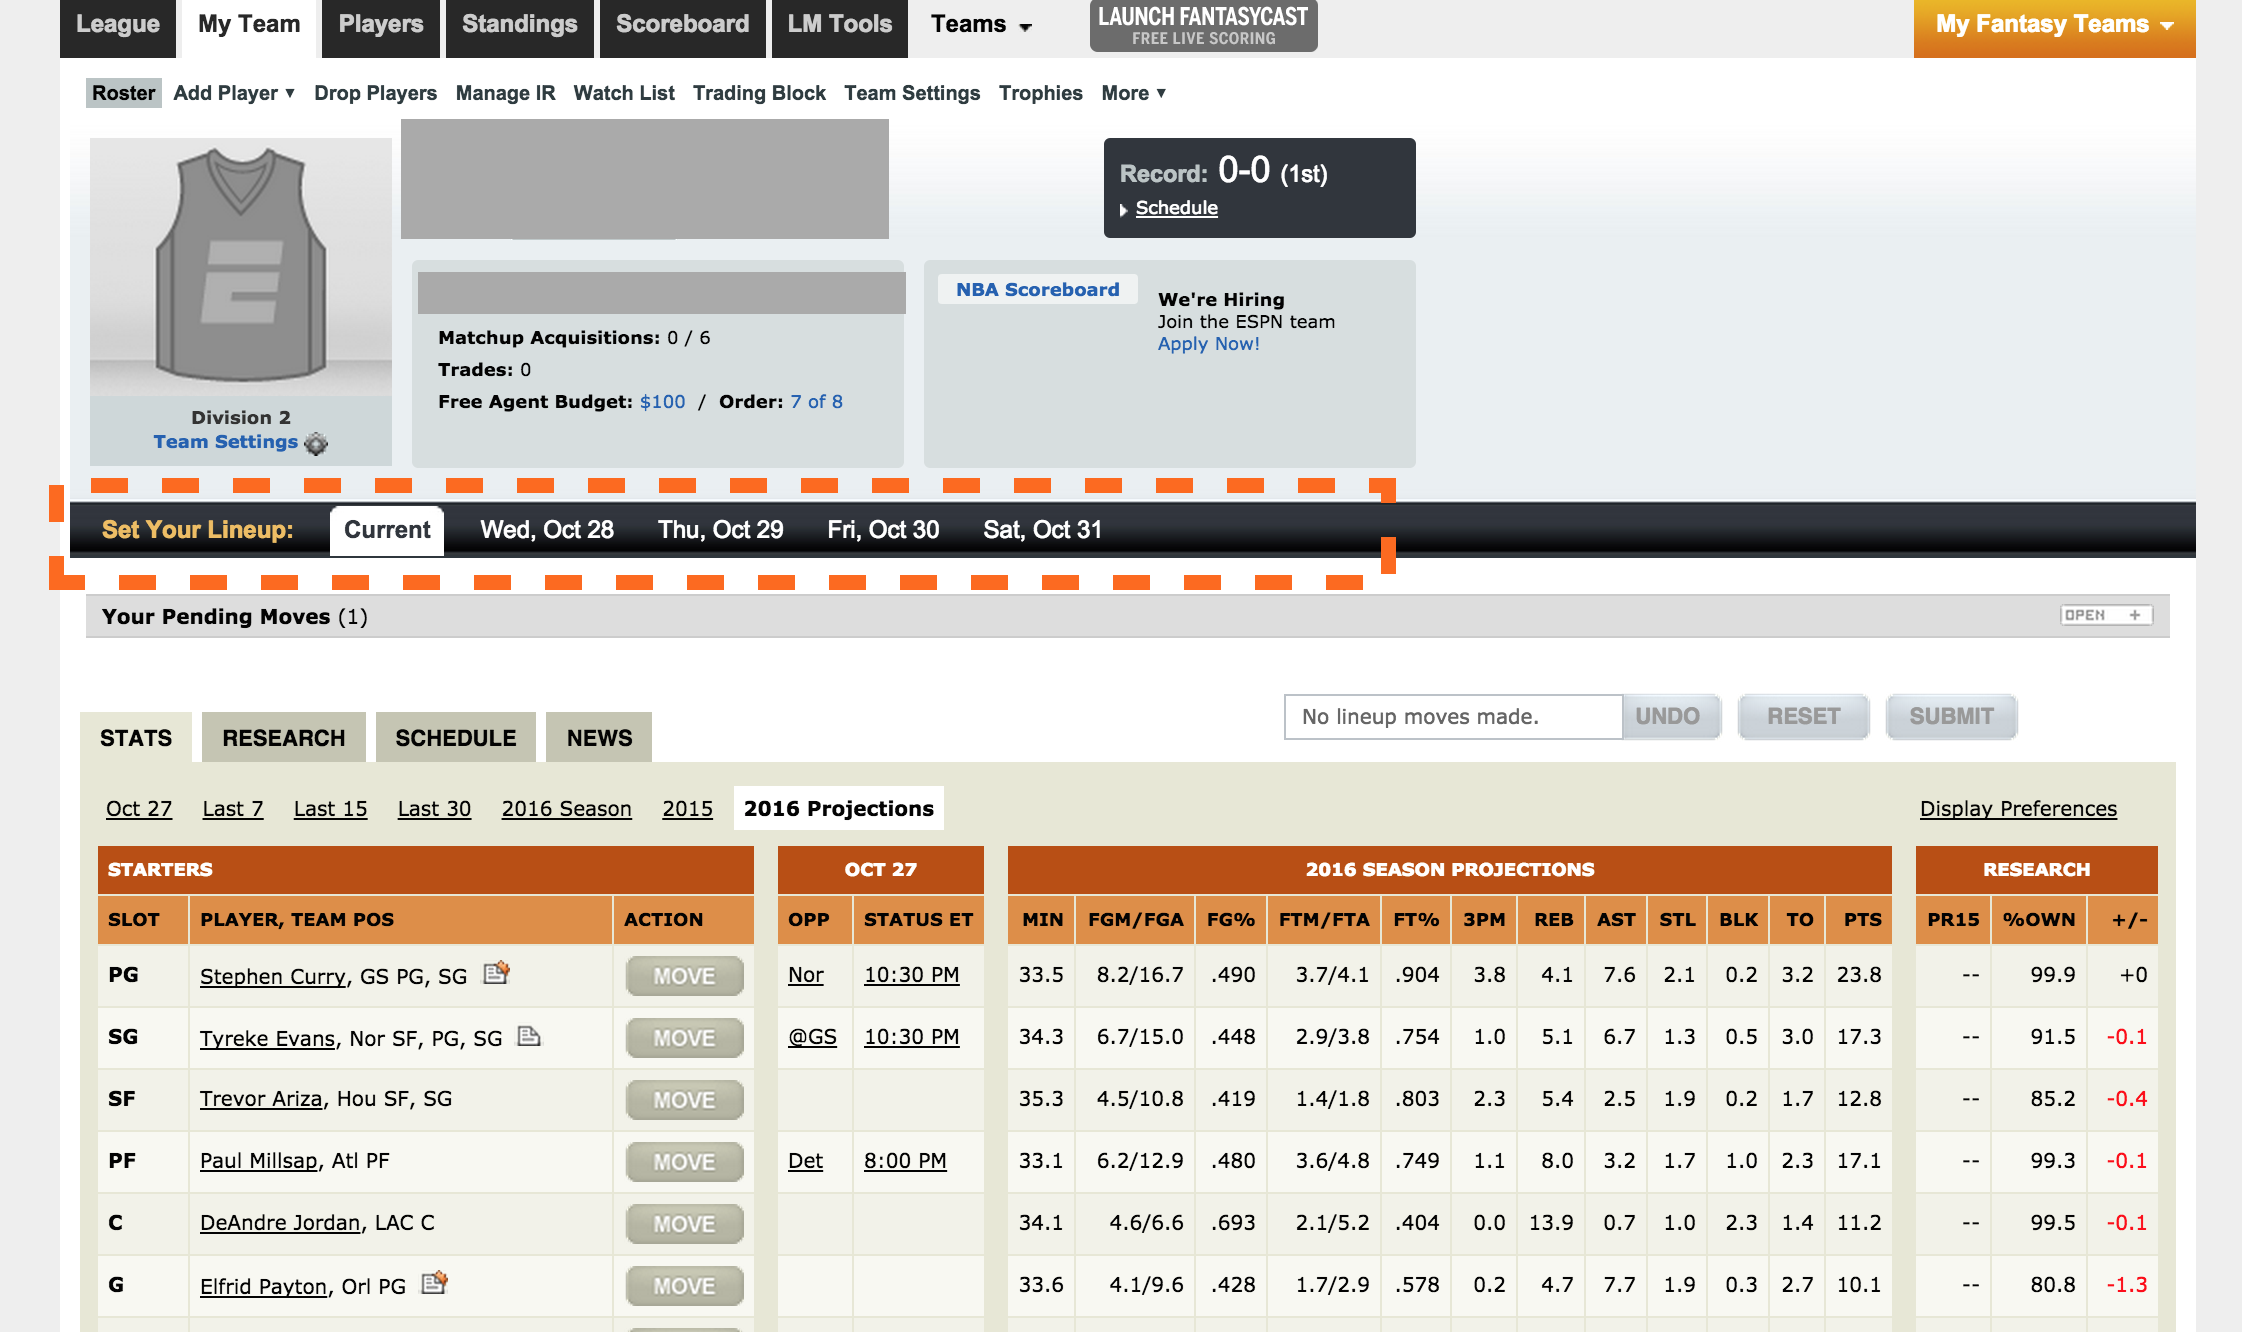 League My Team Players Standings Scoreboard LM Tools Teams LAUNCH FANTASYCAST My Fantasy Teams
FREE LIVE SCORING
Roster Add Player Drop Players Manage IR Watch List Trading Block Team Settings Trophies More
Record: 0-0 (1st)
Schedule
NBA Scoreboard
We're Hiring
Join the ESPN team
Apply Now!
Matchup Acquisitions: 0 / 6
Trades: 0
Free Agent Budget: $100 / Order: 7 of 8
Division 2
Team Settings
Set Your Lineup: Current Wed, Oct 28 Thu, Oct 29 Fri, Oct 30 Sat, Oct 31
Your Pending Moves (1) OPEN +
No lineup moves made. UNDO RESET SUBMIT
STATS RESEARCH SCHEDULE NEWS
Oct 27 Last 7 Last 15 Last 30 2016 Season 2015 2016 Projections Display Preferences
STARTERS OCT 27 2016 SEASON PROJECTIONS RESEARCH
SLOT PLAYER, TEAM POS ACTION OPP STATUS ET MIN FGM/FGA FG% FTM/FTA FT% 3PM REB AST STL BLK TO PTS PR15 %OWN +/-
PG Stephen Curry, GS PG, SG MOVE Nor 10:30 PM 33.5 8.2/16.7 .490 3.7/4.1 .904 3.8 4.1 7.6 2.1 0.2 3.2 23.8 -- 99.9 +0
SG Tyreke Evans, Nor SF, PG, SG MOVE @GS 10:30 PM 34.3 6.7/15.0 .448 2.9/3.8 .754 1.0 5.1 6.7 1.3 0.5 3.0 17.3 -- 91.5 -0.1
SF Trevor Ariza, Hou SF, SG MOVE 35.3 4.5/10.8 .419 1.4/1.8 .803 2.3 5.4 2.5 1.9 0.2 1.7 12.8 -- 85.2 -0.4
PF Paul Millsap, Atl PF MOVE Det 8:00 PM 33.1 6.2/12.9 .480 3.6/4.8 .749 1.1 8.0 3.2 1.7 1.0 2.3 17.1 -- 99.3 -0.1
C DeAndre Jordan, LAC C MOVE 34.1 4.6/6.6 .693 2.1/5.2 .404 0.0 13.9 0.7 1.0 2.3 1.4 11.2 -- 99.5 -0.1
G Elfrid Payton, Orl PG MOVE 33.6 4.1/9.6 .428 1.7/2.9 .578 0.2 4.7 7.7 1.9 0.3 2.7 10.1 -- 80.8 -1.3